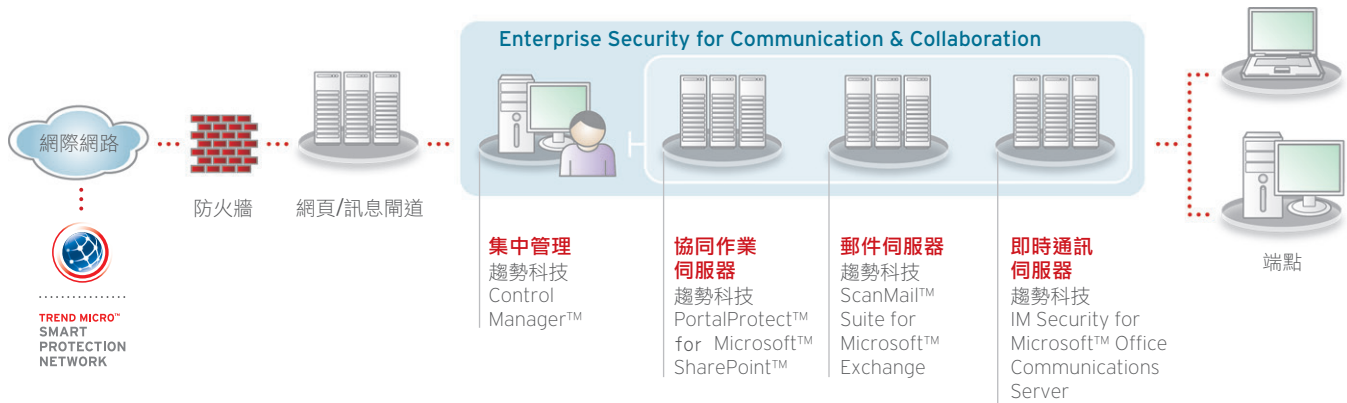 Enterprise Security for Communication & Collaboration
網際網路
防火牆
網頁/訊息閘道
TREND MICRO™
SMART
PROTECTION
NETWORK
集中管理
趨勢科技
Control
Manager™
協同作業
伺服器
趨勢科技
PortalProtect™
for Microsoft™
SharePoint™
郵件伺服器
趨勢科技
ScanMail™
Suite for
Microsoft™
Exchange
即時通訊
伺服器
趨勢科技
IM Security for
Microsoft™ Office
Communications
Server
端點